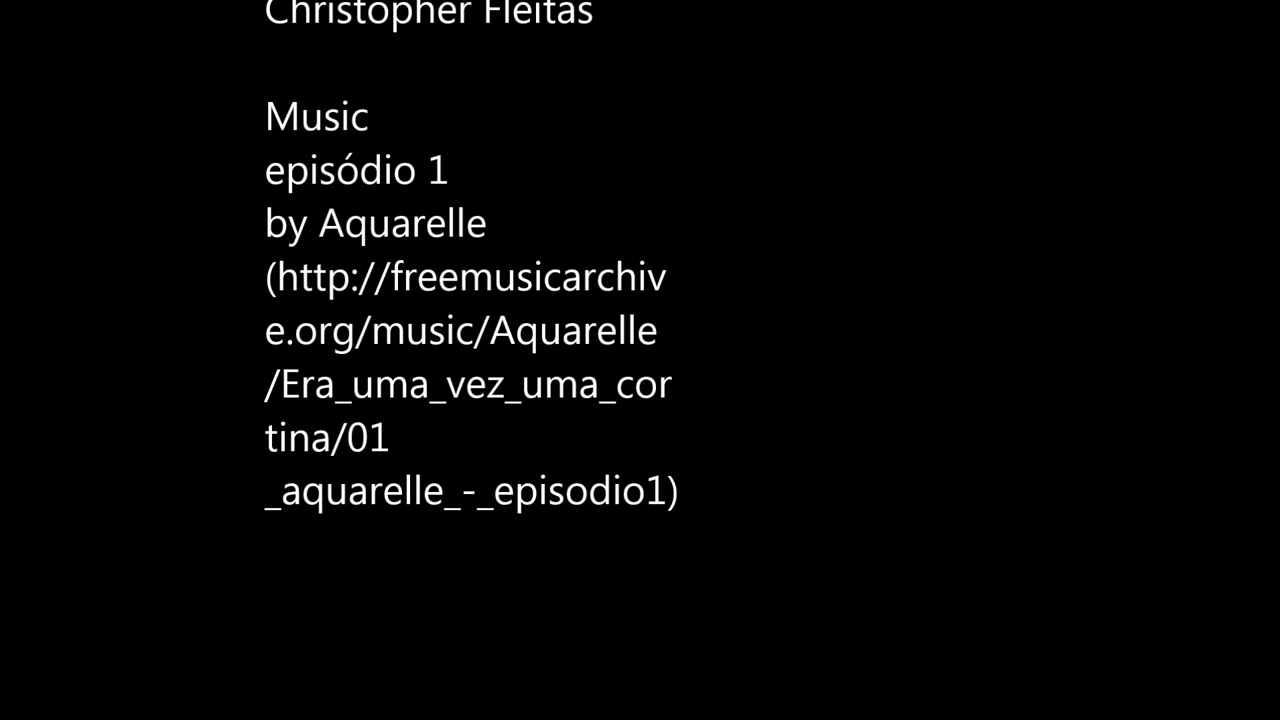 Christopher Fleitas
Music
episódio 1
by Aquarelle
(http://freemusicarchiv
e.org/music/Aquarelle
/Era_uma_vez_uma_cor
tina/01
_aquarelle_-_episodio1)